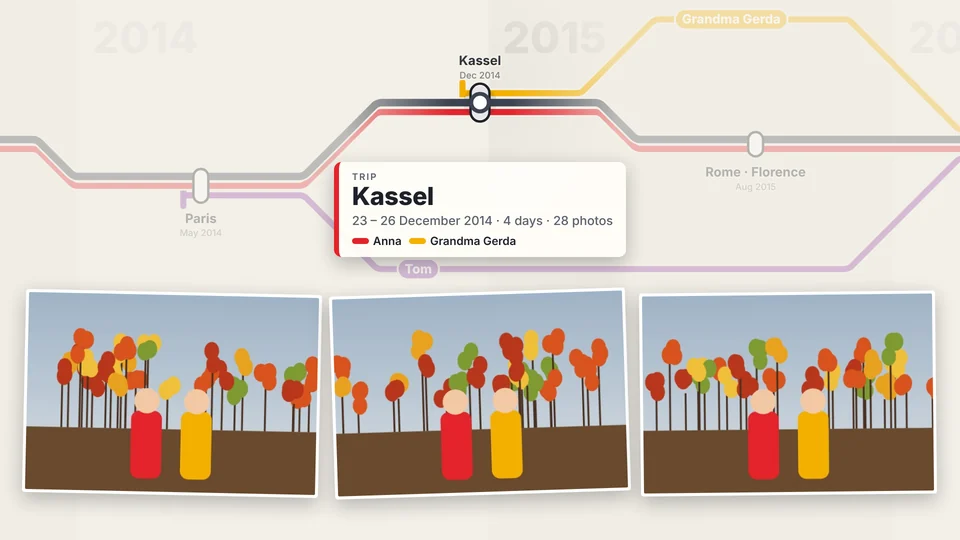 2014
2015
20
Grandma Gerda
Kassel
Dec 2014
Rome · Florence
Aug 2015
Paris
May 2014
TRIP
Kassel
23 – 26 December 2014 · 4 days · 28 photos
Anna Grandma Gerda
Tom